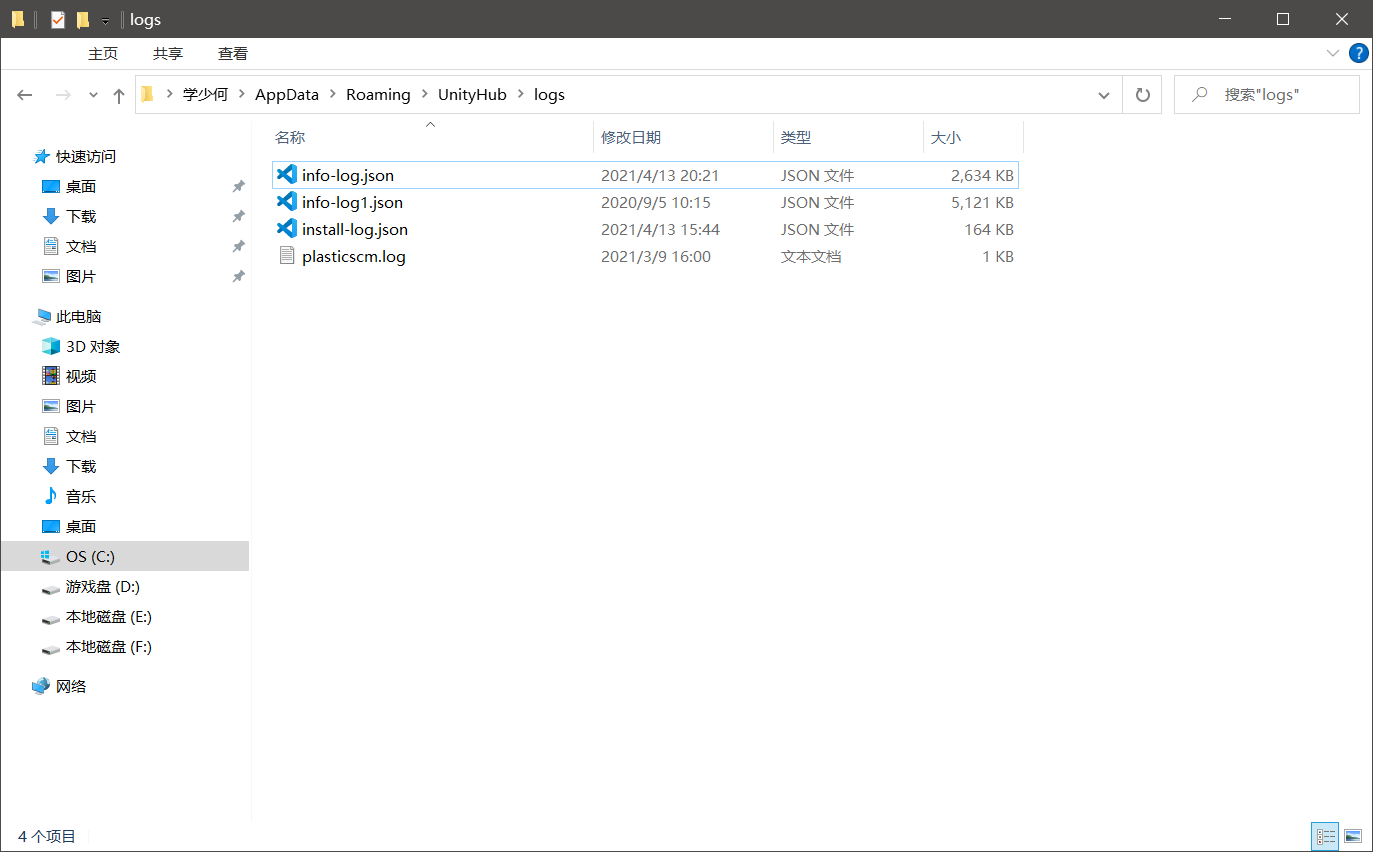 logs
主页 共享 查看
学少何 AppData Roaming UnityHub logs 搜索"logs"
名称 修改日期 类型 大小
快速访问
桌面
下载
文档
图片
此电脑
3D 对象
视频
图片
文档
下载
音乐
桌面
OS (C:)
游戏盘 (D:)
本地磁盘 (E:)
本地磁盘 (F:)
网络
info-log.json 2021/4/13 20:21 JSON 文件 2,634 KB
info-log1.json 2020/9/5 10:15 JSON 文件 5,121 KB
install-log.json 2021/4/13 15:44 JSON 文件 164 KB
plasticscm.log 2021/3/9 16:00 文本文档 1 KB
4 个项目